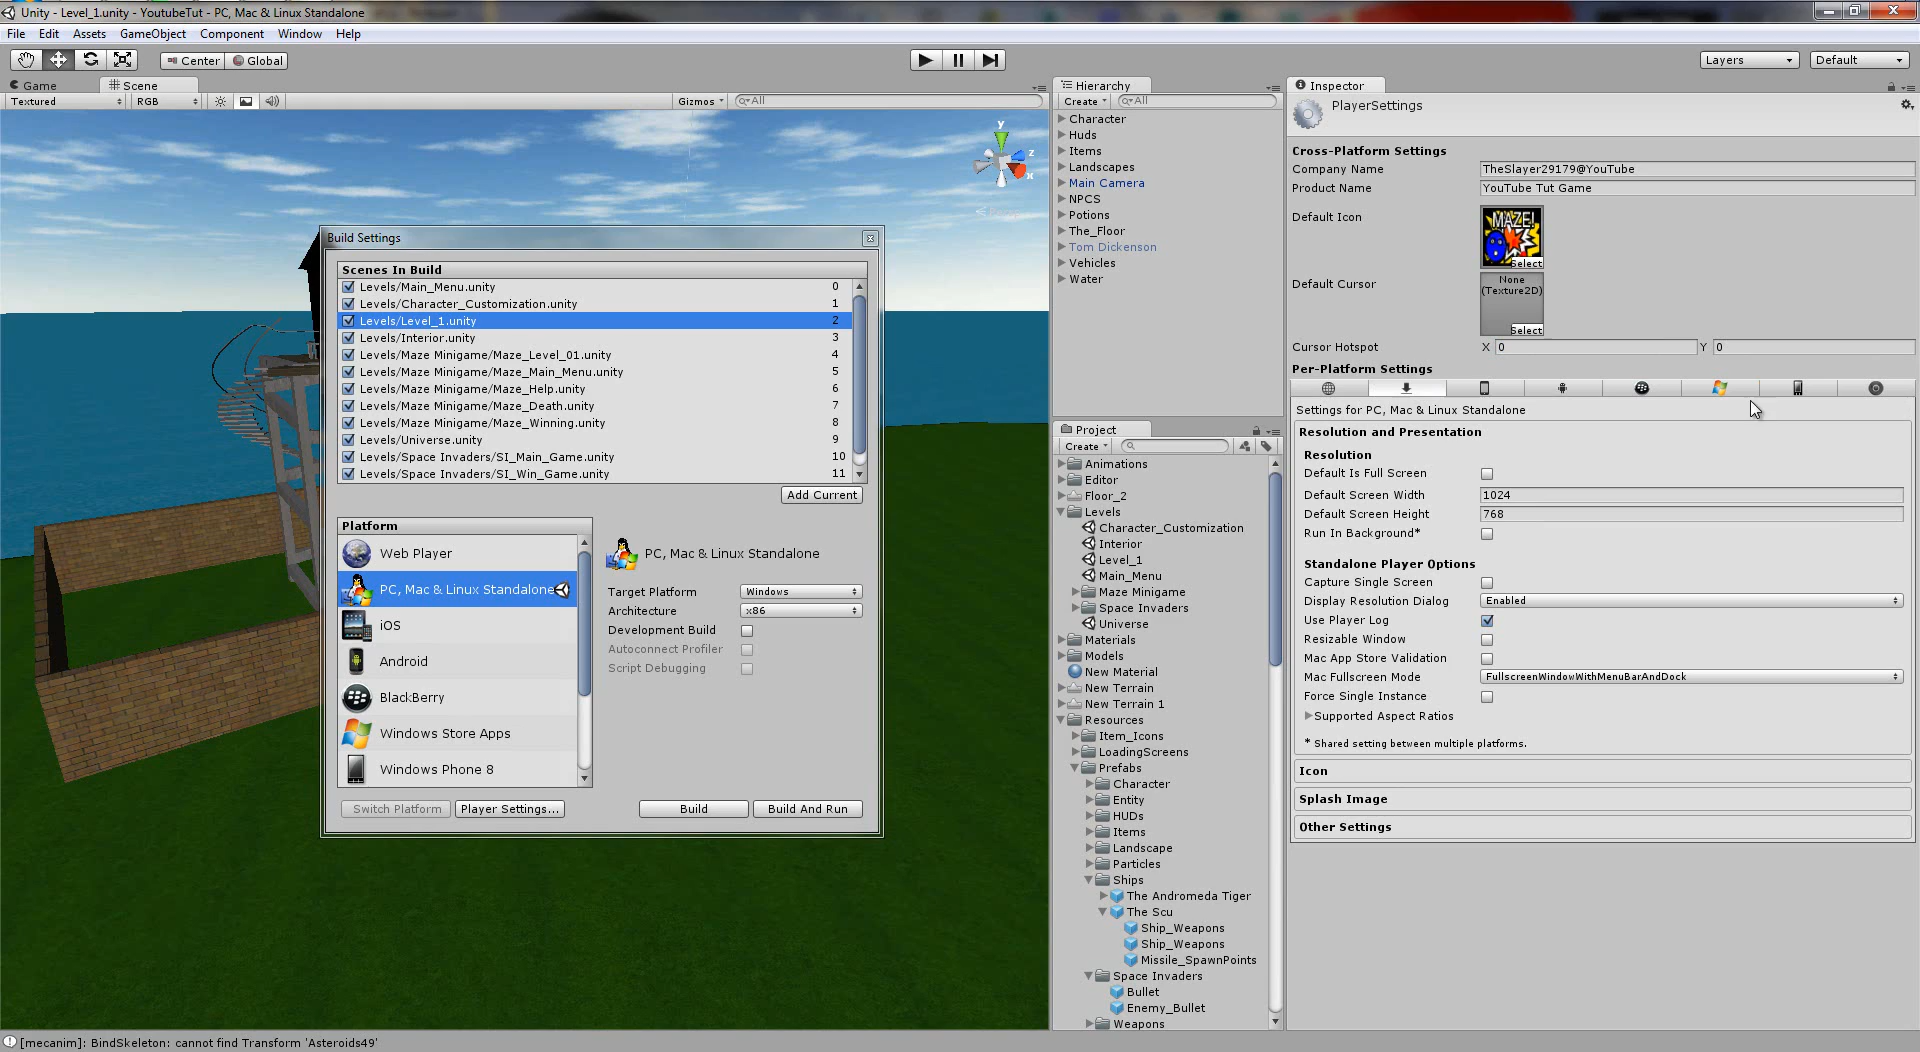 Unity - Level_1.unity - YoutubeTut - PC, Mac & Linux Standalone
File Edit Assets GameObject Component Window Help
Center Global Layers Default
Game Scene
Textured RGB Gizmos All
Build Settings
Scenes In Build
Levels/Main_Menu.unity 0
Levels/Character_Customization.unity 1
Levels/Level_1.unity 2
Levels/Interior.unity 3
Levels/Maze Minigame/Maze_Level_01.unity 4
Levels/Maze Minigame/Maze_Main_Menu.unity 5
Levels/Maze Minigame/Maze_Help.unity 6
Levels/Maze Minigame/Maze_Death.unity 7
Levels/Maze Minigame/Maze_Winning.unity 8
Levels/Universe.unity 9
Levels/Space Invaders/SI_Main_Game.unity 10
Levels/Space Invaders/SI_Win_Game.unity 11
Add Current
Platform
Web Player
PC, Mac & Linux Standalone
iOS
Android
BlackBerry
Windows Store Apps
Windows Phone 8
PC, Mac & Linux Standalone
Target Platform Windows
Architecture x86
Development Build
Autoconnect Profiler
Script Debugging
Switch Platform Player Settings... Build Build And Run
y
z
x
Hierarchy
Create All
Character
Huds
Items
Landscapes
Main Camera
NPCS
Potions
The_Floor
Tom Dickenson
Vehicles
Water
Project
Create
Animations
Editor
Floor_2
Levels
Character_Customization
Interior
Level_1
Main_Menu
Maze Minigame
Space Invaders
Universe
Materials
Models
New Material
New Terrain
New Terrain 1
Resources
Item_Icons
LoadingScreens
Prefabs
Character
Entity
HUDs
Items
Landscape
Particles
Ships
The Andromeda Tiger
The Scu
Ship_Weapons
Ship_Weapons
Missile_SpawnPoints
Space Invaders
Bullet
Enemy_Bullet
Weapons
Inspector
PlayerSettings
Cross-Platform Settings
Company Name TheSlayer29179@YouTube
Product Name YouTube Tut Game
Default Icon
MAZE!
Select
Default Cursor
None
(Texture2D)
Select
Cursor Hotspot X 0 Y 0
Per-Platform Settings
Settings for PC, Mac & Linux Standalone
Resolution and Presentation
Resolution
Default Is Full Screen
Default Screen Width 1024
Default Screen Height 768
Run In Background*
Standalone Player Options
Capture Single Screen
Display Resolution Dialog Enabled
Use Player Log
Resizable Window
Mac App Store Validation
Mac Fullscreen Mode FullscreenWindowWithMenuBarAndDock
Force Single Instance
Supported Aspect Ratios
* Shared setting between multiple platforms.
Icon
Splash Image
Other Settings
[mecanim]: BindSkeleton: cannot find Transform 'Asteroids49'